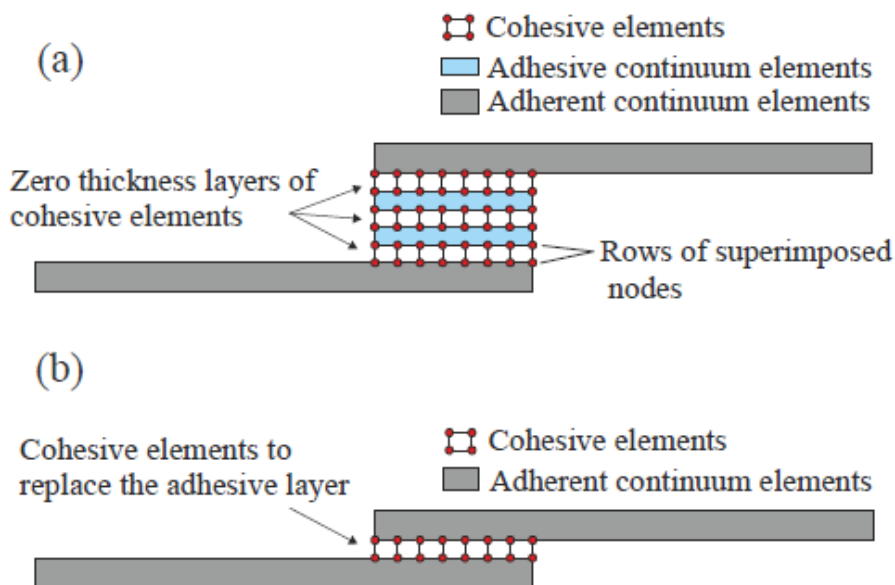 (a)
Cohesive elements
Adhesive continuum elements
Adherent continuum elements
Zero thickness layers of
cohesive elements
Rows of superimposed
nodes
(b)
Cohesive elements to
replace the adhesive layer
Cohesive elements
Adherent continuum elements